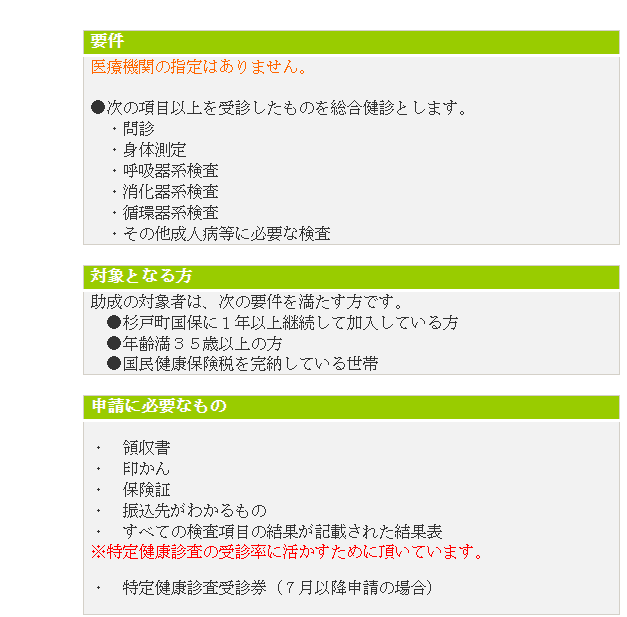 要件
医療機関の指定はありません。
●次の項目以上を受診したものを総合健診とします。
・問診
・身体測定
・呼吸器系検査
・消化器系検査
・循環器系検査
・その他成人病等に必要な検査
対象となる方
助成の対象者は、次の要件を満たす方です。
●杉戸町国保に１年以上継続して加入している方
●年齢満３５歳以上の方
●国民健康保険税を完納している世帯
申請に必要なもの
・　領収書
・　印かん
・　保険証
・　振込先がわかるもの
・　すべての検査項目の結果が記載された結果表
※特定健康診査の受診率に活かすために頂いています。
・　特定健康診査受診券（７月以降申請の場合）